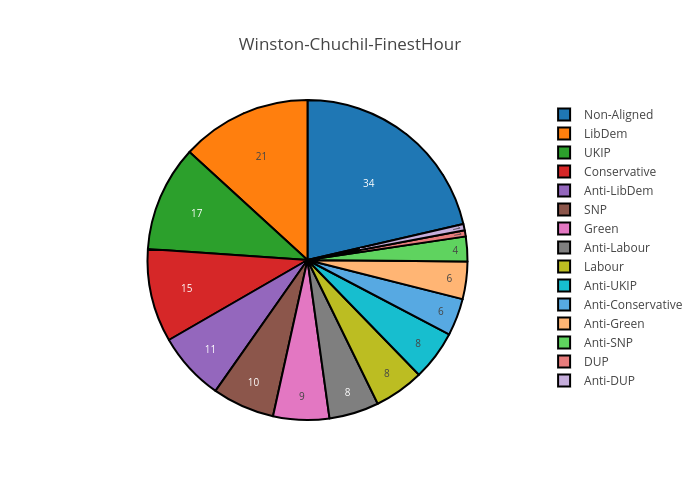 Winston-Chuchil-FinestHour
34
21
17
15
11
10
9
8
8
8
6
6
4
Non-Aligned
LibDem
UKIP
Conservative
Anti-LibDem
SNP
Green
Anti-Labour
Labour
Anti-UKIP
Anti-Conservative
Anti-Green
Anti-SNP
DUP
Anti-DUP